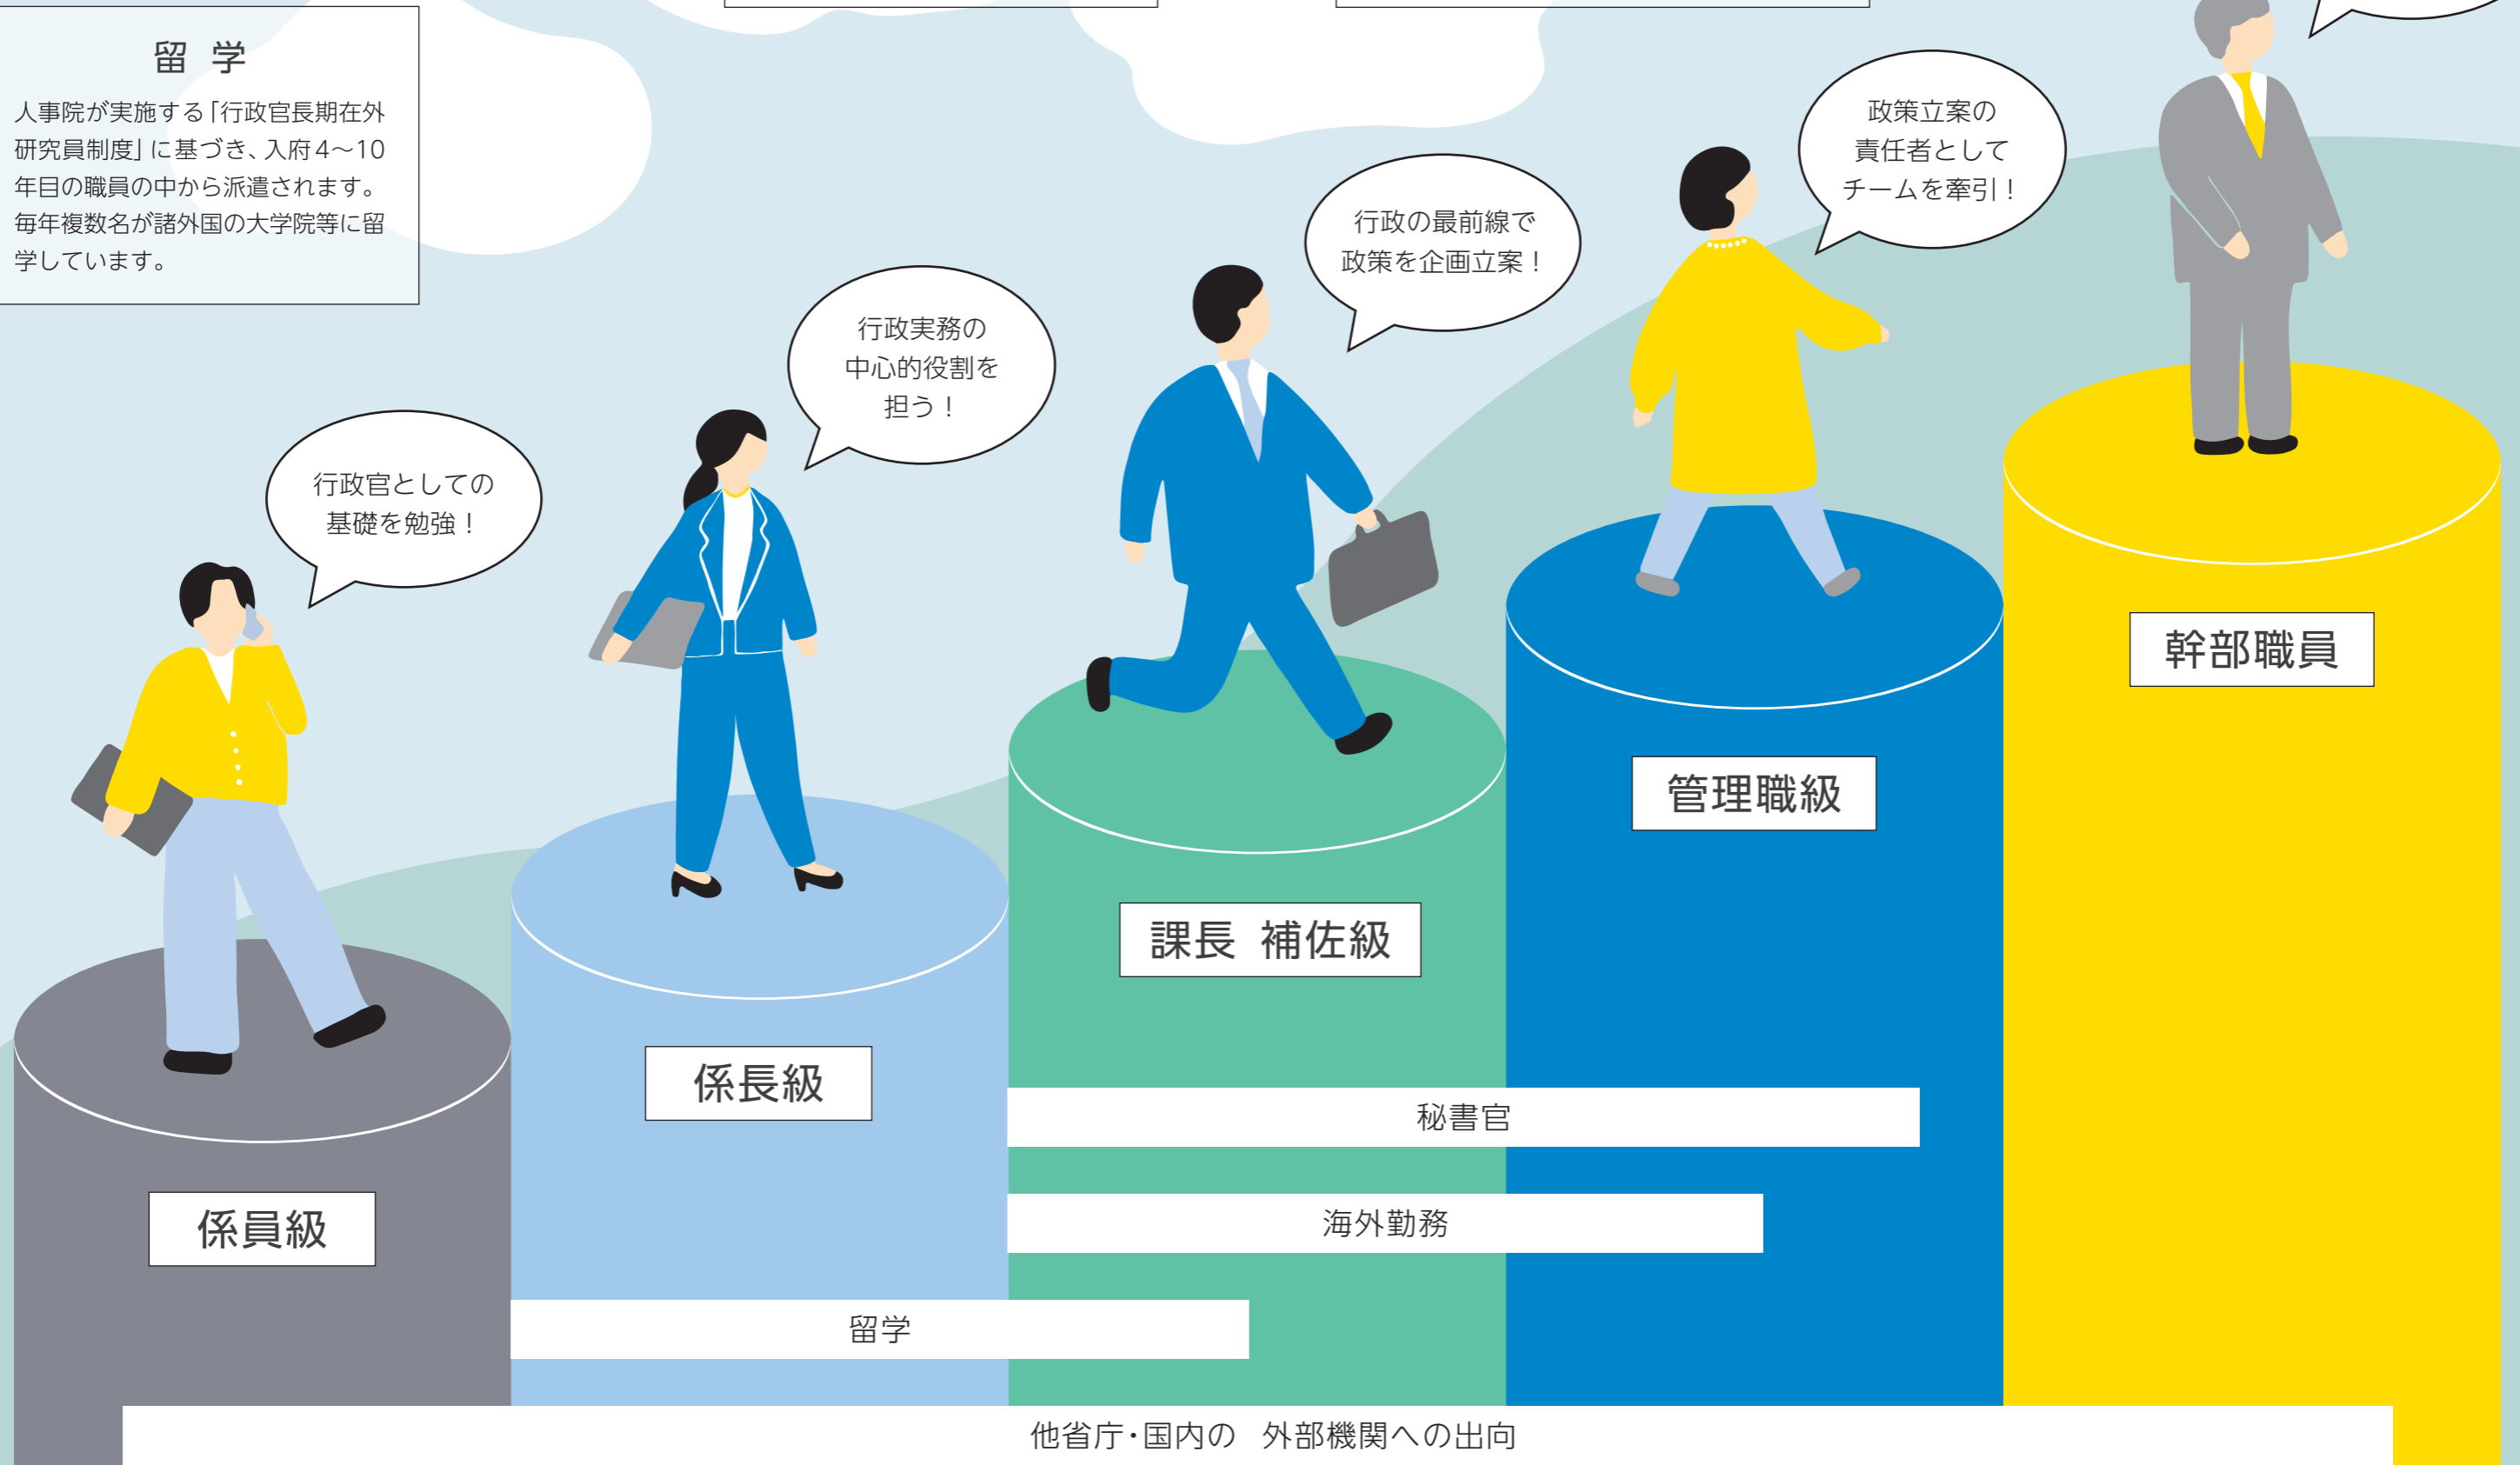 留 学
人事院が実施する「行政官長期在外
研究員制度」に基づき、入府4～10
年目の職員の中から派遣されます。
毎年複数名が諸外国の大学院等に留
学しています。
行政官としての
基礎を勉強！
行政実務の
中心的役割を
担う！
行政の最前線で
政策を企画立案！
政策立案の
責任者として
チームを牽引！
係員級
係長級
課長 補佐級
管理職級
幹部職員
秘書官
海外勤務
留学
他省庁・国内の 外部機関への出向